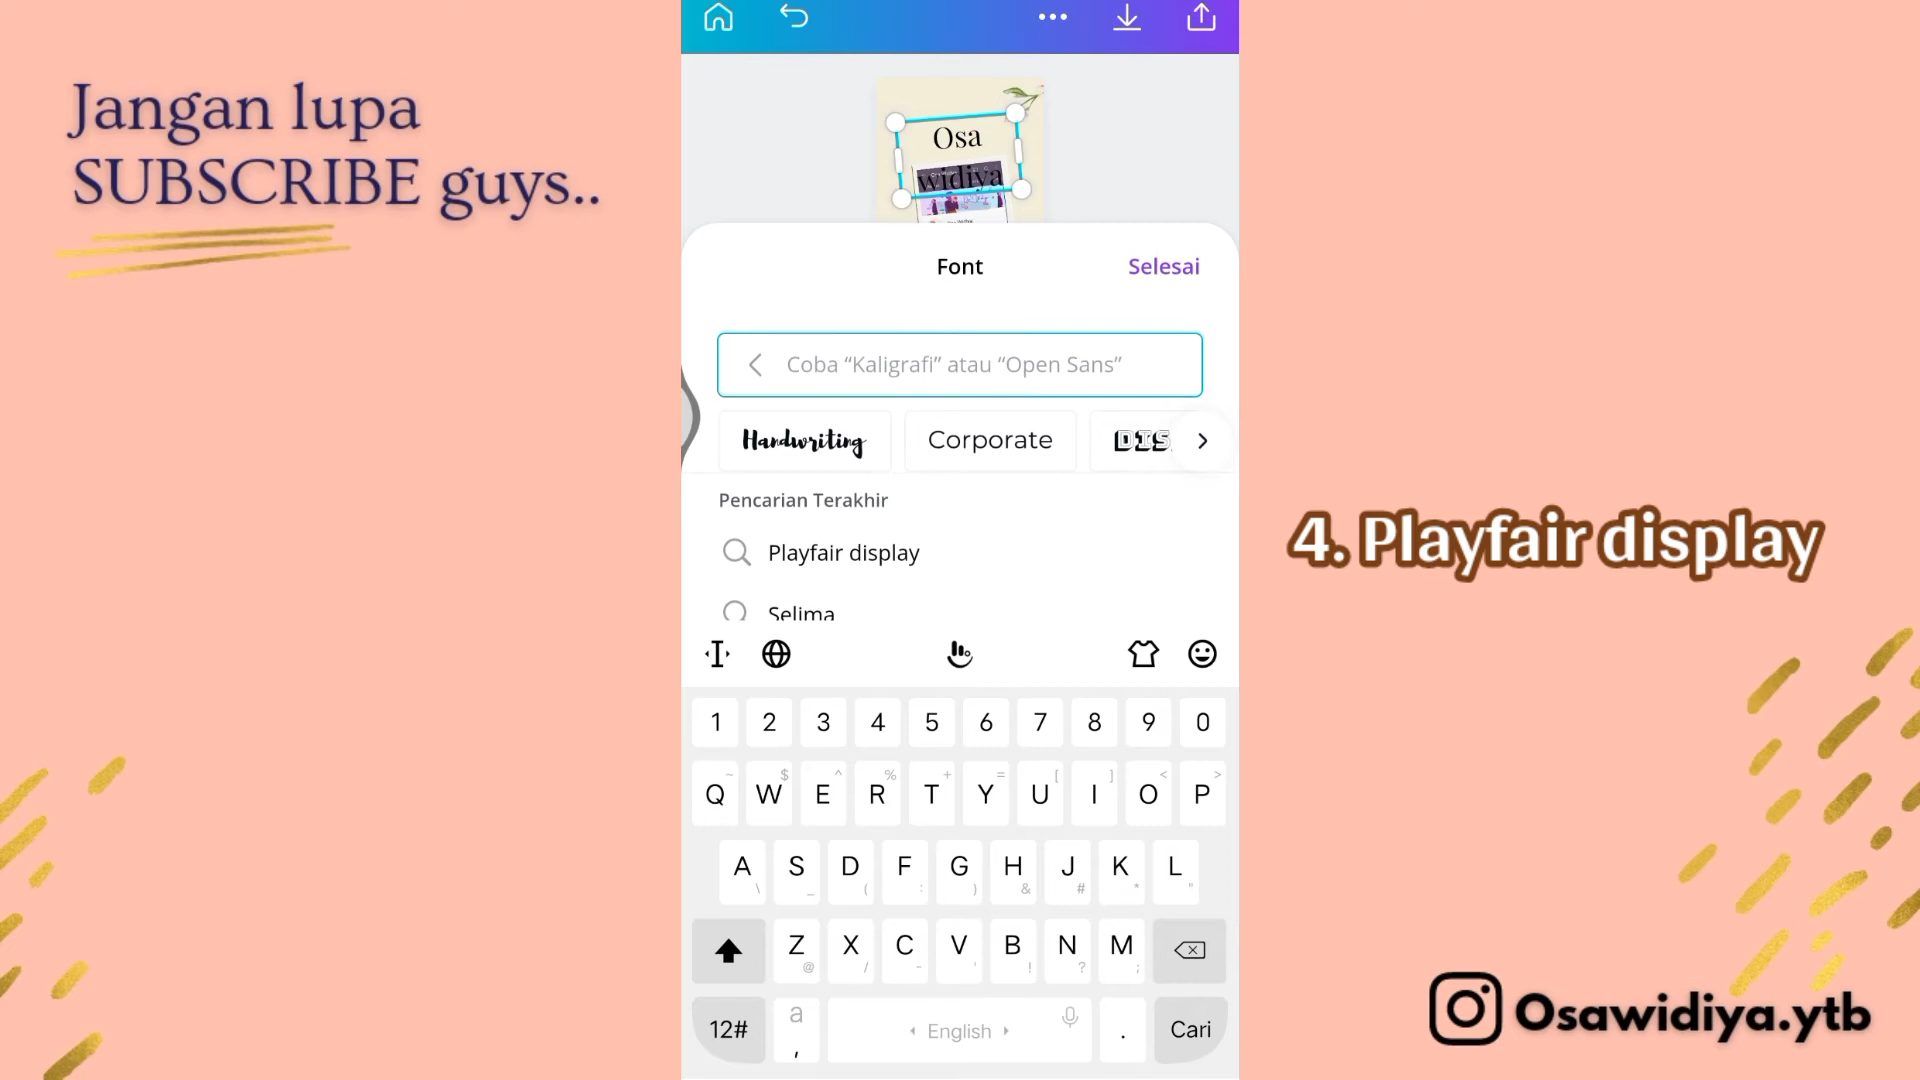 Jangan lupa
SUBSCRIBE guys..
Osa
widiya
Font
Selesai
Coba “Kaligrafi” atau “Open Sans”
Handwriting
Corporate
DIS
Pencarian Terakhir
Playfair display
Selima
4. Playfair display
1 2 3 4 5 6 7 8 9 0
~ $ ^ % + = [ ] < >
Q W E R T Y U I O P
A S D F G H J K L
\ _ ( : ) & # * "
Z X C V B N M
@ / - ' ! ? ;
12# a , English . Cari
Osawidiya.ytb